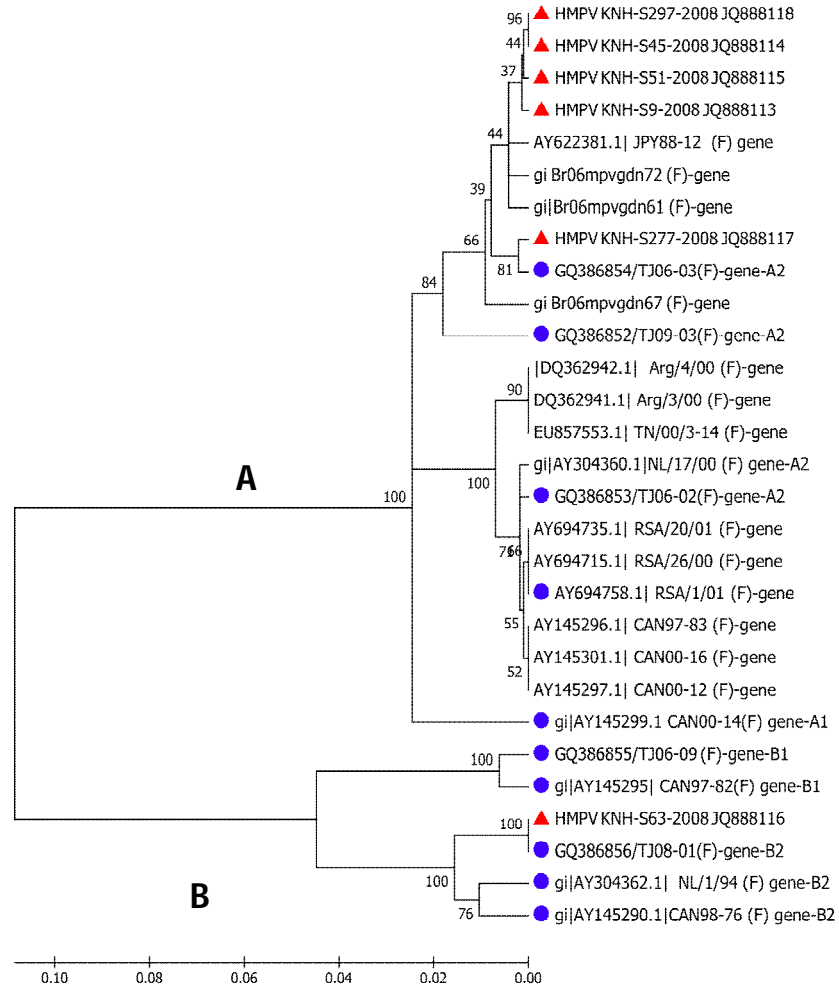 HMPV KNH-S297-2008 JQ888118
HMPV KNH-S45-2008 JQ888114
HMPV KNH-S51-2008 JQ888115
HMPV KNH-S9-2008 JQ888113
AY622381.1| JPY88-12 (F) gene
gi Br06mpvgdn72 (F)-gene
gi|Br06mpvgdn61 (F)-gene
HMPV KNH-S277-2008 JQ888117
GQ386854/TJ06-03(F)-gene-A2
gi Br06mpvgdn67 (F)-gene
GQ386852/TJ09-03(F)-gene-A2
|DQ362942.1| Arg/4/00 (F)-gene
DQ362941.1| Arg/3/00 (F)-gene
EU857553.1| TN/00/3-14 (F)-gene
gi|AY304360.1|NL/17/00 (F) gene-A2
GQ386853/TJ06-02(F)-gene-A2
AY694735.1| RSA/20/01 (F)-gene
AY694715.1| RSA/26/00 (F)-gene
AY694758.1| RSA/1/01 (F)-gene
AY145296.1| CAN97-83 (F)-gene
AY145301.1| CAN00-16 (F)-gene
AY145297.1| CAN00-12 (F)-gene
gi|AY145299.1 CAN00-14(F) gene-A1
GQ386855/TJ06-09 (F)-gene-B1
gi|AY145295| CAN97-82(F) gene-B1
HMPV KNH-S63-2008 JQ888116
GQ386856/TJ08-01(F)-gene-B2
gi|AY304362.1| NL/1/94 (F) gene-B2
gi|AY145290.1|CAN98-76 (F) gene-B2
96
44
37
44
39
66
81
84
90
100
100
55
52
100
100
100
76
A
B
0.10 0.08 0.06 0.04 0.02 0.00